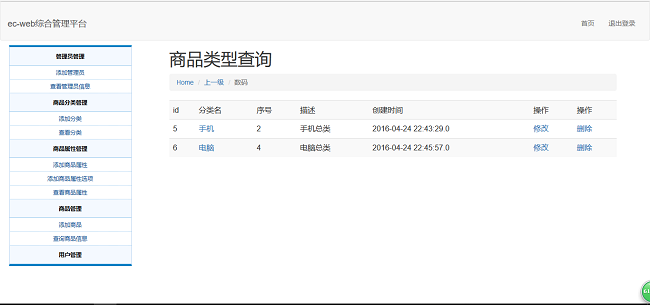 ec-web综合管理平台 首页 退出登录
管理员管理
添加管理员
查看管理员信息
商品分类管理
添加分类
查看分类
商品属性管理
添加商品属性
添加商品属性选项
查看商品属性
商品管理
添加商品
查询商品信息
用户管理
商品类型查询
Home / 上一级 / 数码
id 分类名 序号 描述 创建时间 操作 操作
5 手机 2 手机总类 2016-04-24 22:43:29.0 修改 删除
6 电脑 4 电脑总类 2016-04-24 22:45:57.0 修改 删除